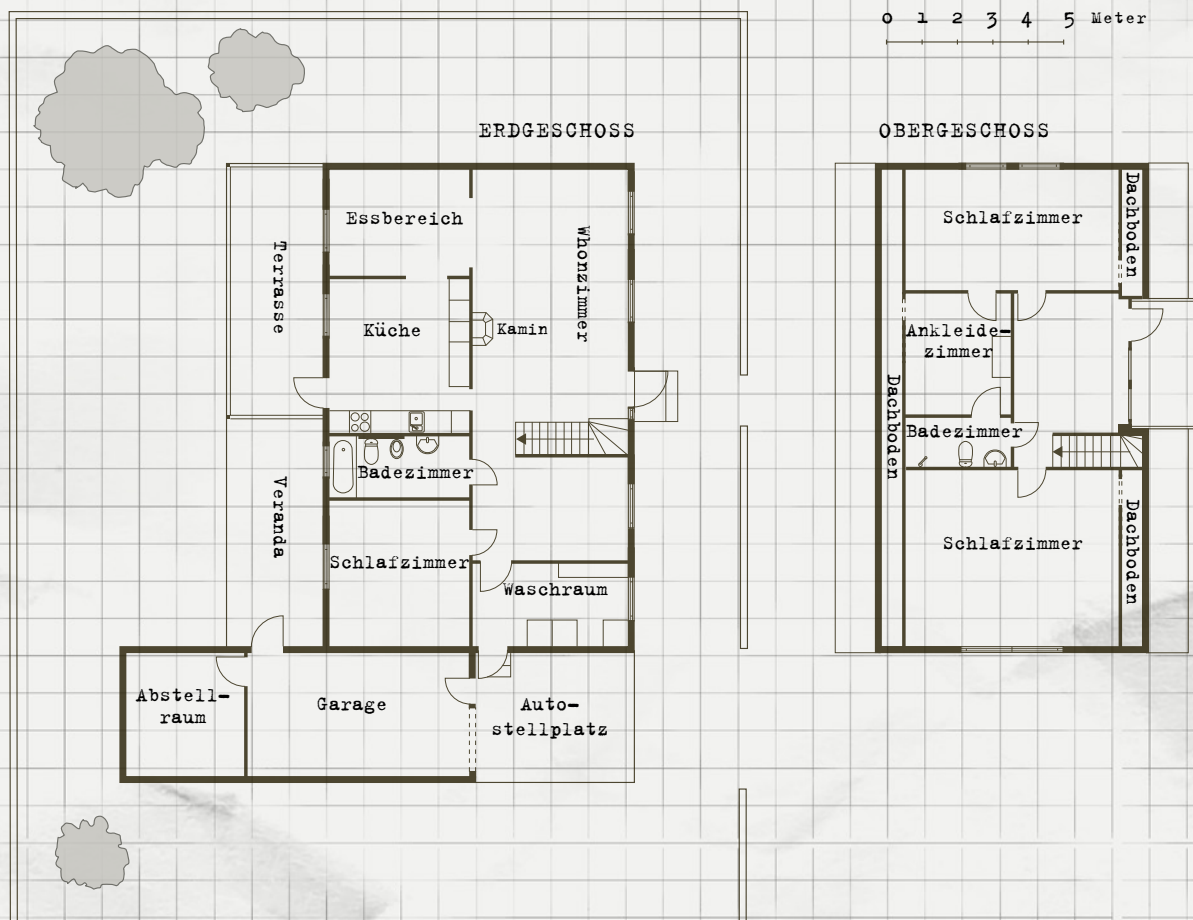 0 1 2 3 4 5 Meter
ERDGESCHOSS
OBERGESCHOSS
Essbereich
Terrasse
Whonzimmer
Küche
Kamin
Badezimmer
Veranda
Schlafzimmer
Waschraum
Abstell-
raum
Garage
Auto-
stellplatz
Schlafzimmer
Dachboden
Ankleide-
zimmer
Dachboden
Badezimmer
Schlafzimmer
Dachboden